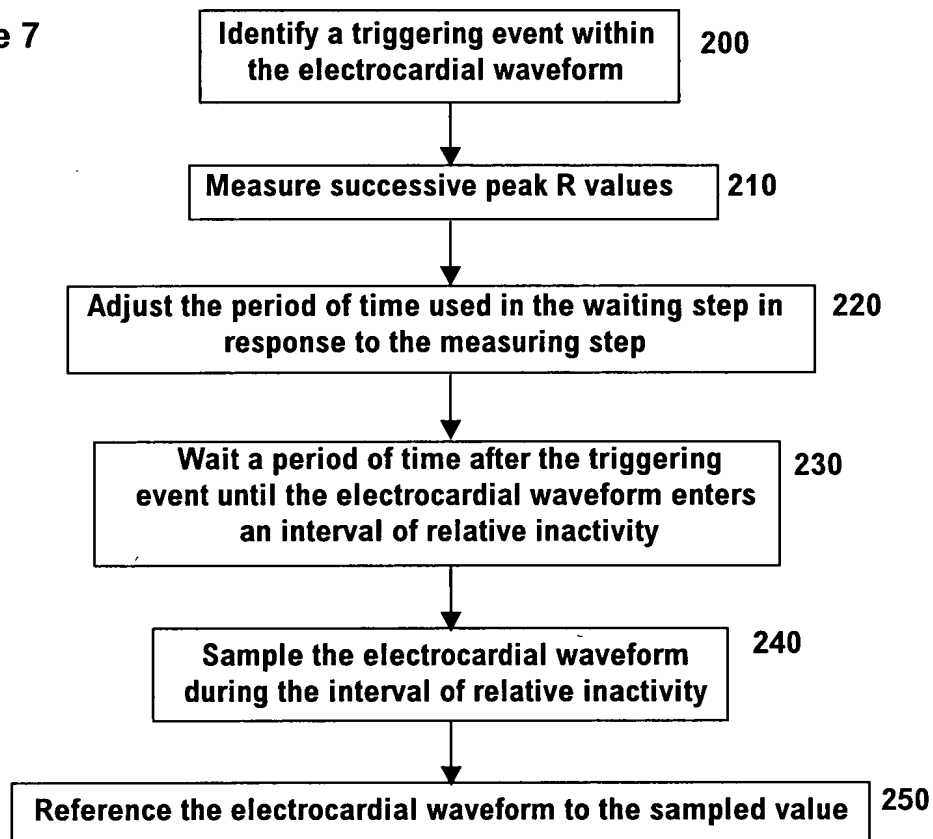 e 7
Identify a triggering event within
the electrocardial waveform
200
Measure successive peak R values
210
Adjust the period of time used in the waiting step in
response to the measuring step
220
Wait a period of time after the triggering
event until the electrocardial waveform enters
an interval of relative inactivity
230
Sample the electrocardial waveform
during the interval of relative inactivity
240
Reference the electrocardial waveform to the sampled value
250